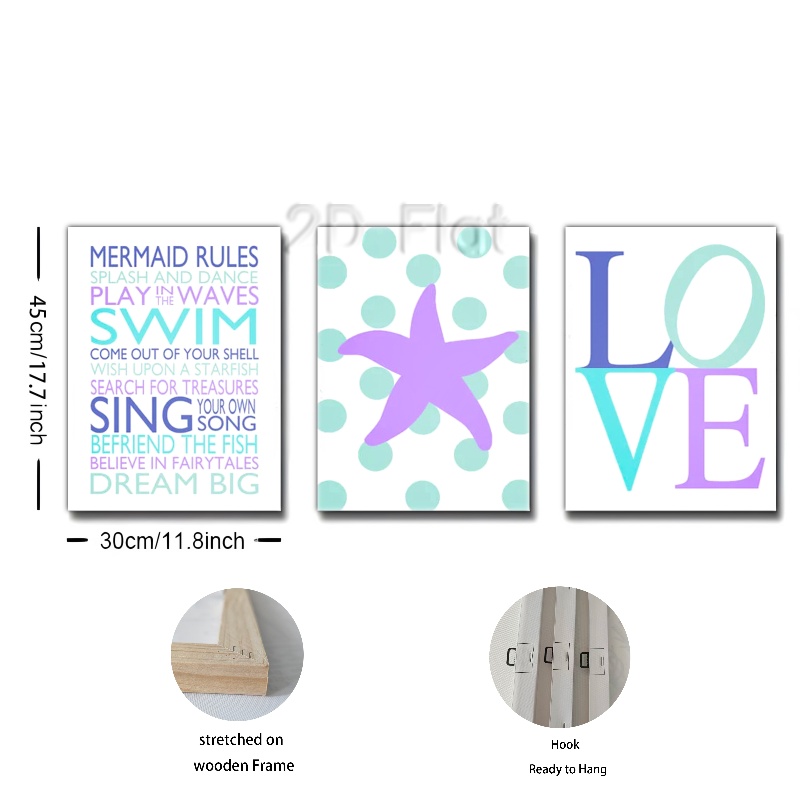 2D Flat
MERMAID RULES
SPLASH AND DANCE
PLAY IN THE WAVES
SWIM
COME OUT OF YOUR SHELL
WISH UPON A STARFISH
SEARCH FOR TREASURES
SING YOUR OWN SONG
BEFRIEND THE FISH
BELIEVE IN FAIRYTALES
DREAM BIG
LO
VE
45cm/17.7inch
30cm/11.8inch
stretched on
wooden Frame
Hook
Ready to Hang